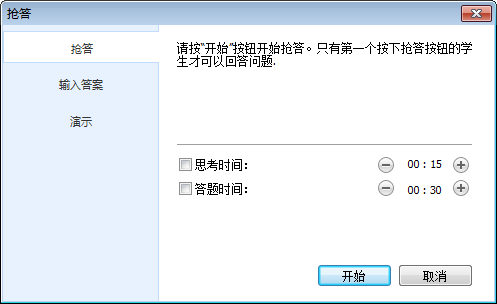 抢答
抢答
输入答案
演示
请按"开始"按钮开始抢答。只有第一个按下抢答按钮的学
生才可以回答问题.
思考时间: 00 : 15
答题时间: 00 : 30
开始 取消